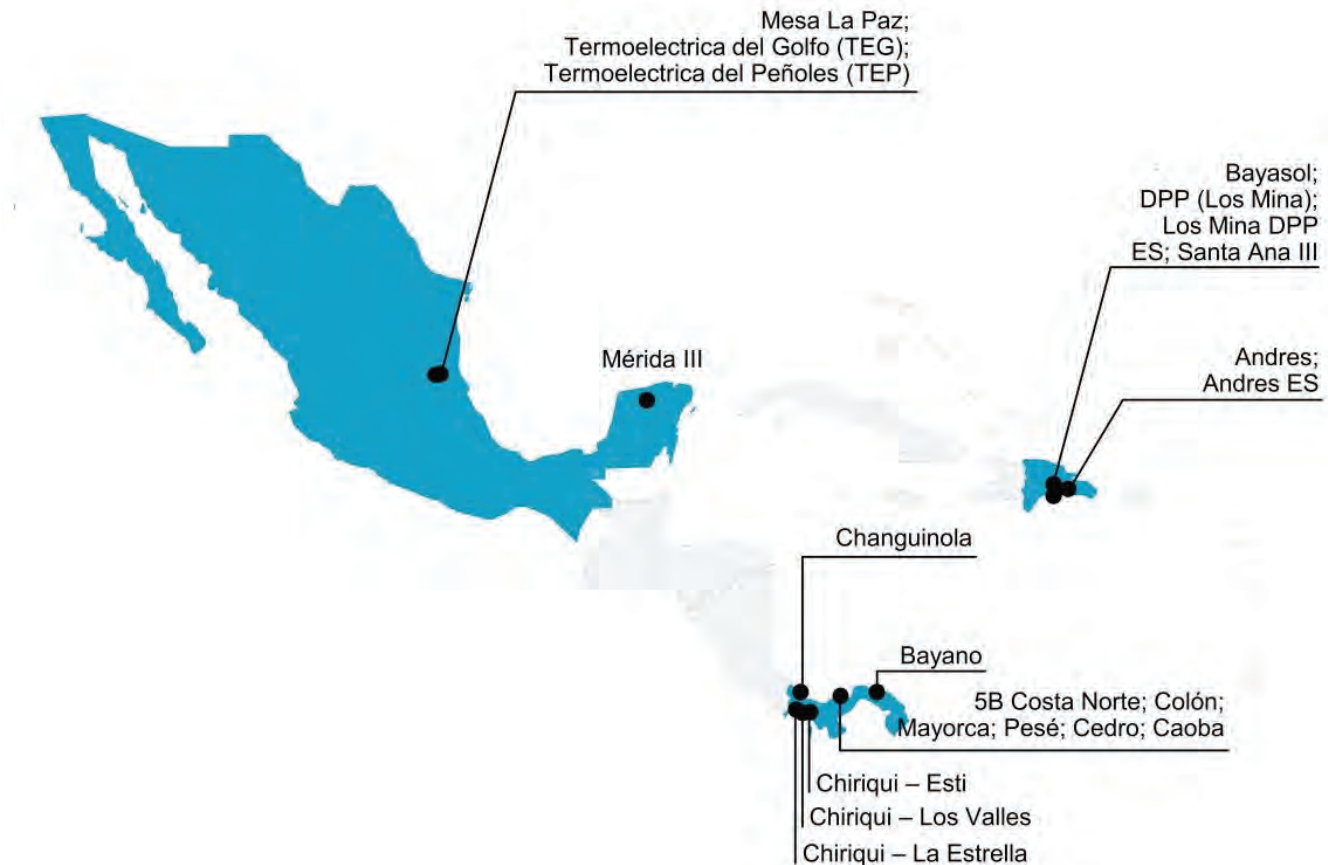 Mesa La Paz;
Termoelectrica del Golfo (TEG);
Termoelectrica del Peñoles (TEP)
Bayasol;
DPP (Los Mina);
Los Mina DPP
ES; Santa Ana III
Mérida III
Andres;
Andres ES
Changuinola
Bayano
5B Costa Norte; Colón;
Mayorca; Pesé; Cedro; Caoba
Chiriqui – Esti
Chiriqui – Los Valles
Chiriqui – La Estrella